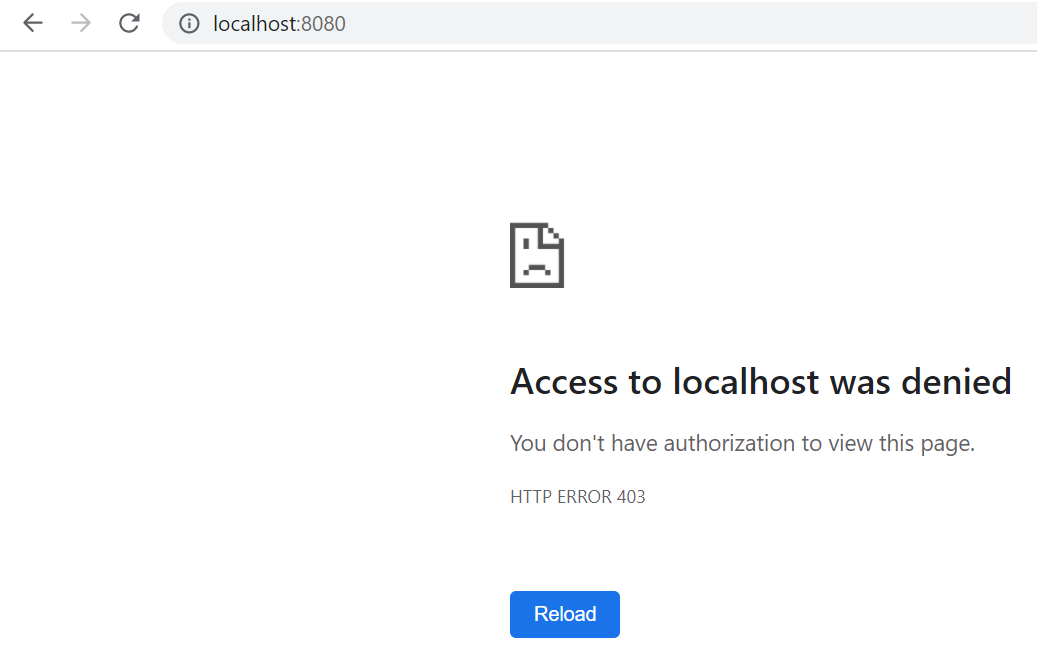 localhost:8080
Access to localhost was denied
You don't have authorization to view this page.
HTTP ERROR 403
Reload